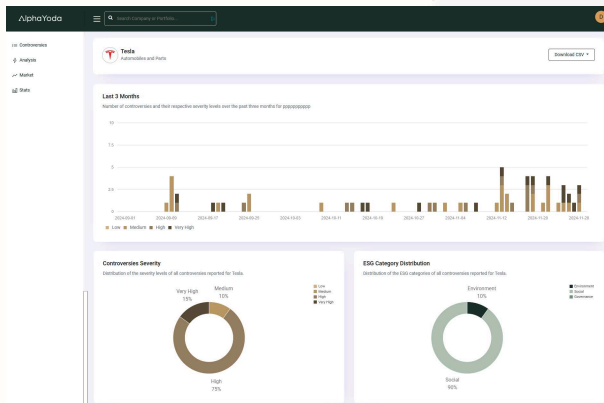 AlphaYoda
Search Company or Portfolio...
D
Controversies
Analysis
Market
Stats
Tesla
Automobiles and Parts
Download CSV
Last 3 Months
Number of controversies and their respective severity levels over the past three months for pppppppppp
10
7.5
5
2.5
0
2024-09-01 2024-09-09 2024-09-17 2024-09-25 2024-10-03 2024-10-11 2024-10-19 2024-10-27 2024-11-04 2024-11-12 2024-11-20 2024-11-28
Low Medium High Very High
Controversies Severity
Distribution of the severity levels of all controversies reported for Tesla.
Very High
15%
Medium
10%
High
75%
Low
Medium
High
Very High
ESG Category Distribution
Distribution of the ESG categories of all controversies reported for Tesla.
Environment
10%
Social
90%
Environment
Social
Governance